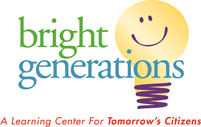 bright
generations
A Learning Center For Tomorrow's Citizens